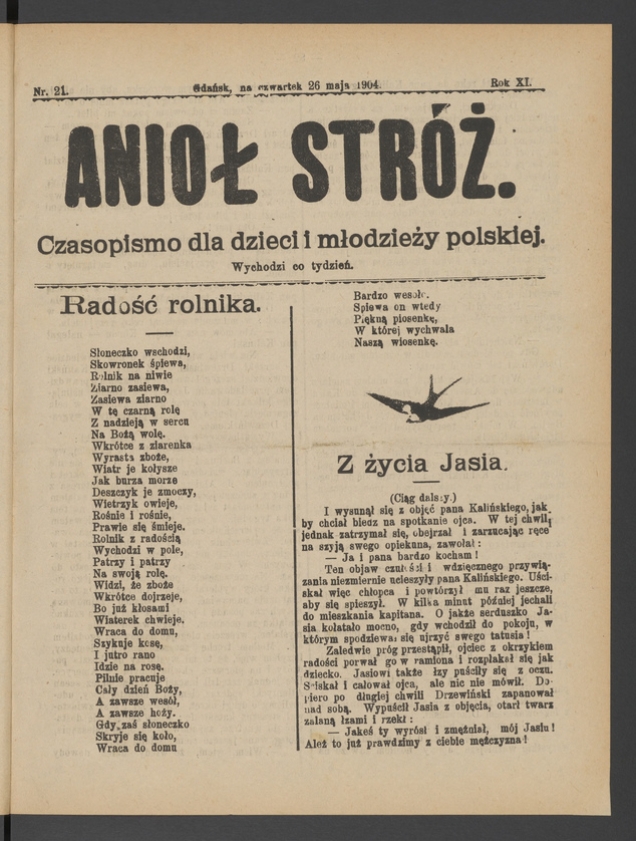 Nr. 21.
Gdańsk, na czwartek 26 maja 1904.
Rok XI.
ANIOŁ STRÓŻ.
Czasopismo dla dzieci i młodzieży polskiej.
Wychodzi co tydzień.
Radość rolnika.
Słoneczko wschodzi,
Skowronek śpiewa,
Rolnik na niwie
Ziarno zasiewa,
Zasiewa ziarno
W tę czarną rolę
Z nadzieją w sercu
Na Bożą wolę.
Wkrótce z ziarenka
Wyrasta zboże,
Wiatr je kołysze
Jak burza morze
Deszczyk je zmoczy,
Wietrzyk owieje,
Rośnie i rośnie,
Prawie się śmieje.
Rolnik z radością
Wychodzi w pole,
Patrzy i patrzy
Na swoją rolę.
Widzi, że zboże
Wkrótce dojrzeje,
Bo już kłosami
Wiaterek chwieje.
Wraca do domu,
Szykuje kosę,
I jutro rano
Idzie na rosę.
Pilnie pracuje
Cały dzień Boży,
A zawsze wesół,
A zawsze hoży.
Gdy zaś słoneczko
Skryje się koło,
Wraca do domu
Bardzo wesoło.
Spiewa on wtedy
Piękną piosenkę,
W której wychwala
Naszą wiosenkę.
Z życia Jasia.
(Ciąg dalszy.)
I wysunął się z objęć pana Kalińskiego, jak
by chciał biedz na spotkanie ojca. W tej chwili
jednak zatrzymał się, obejrzał i zarzucając ręce
na szyją swego opiekuna, zawołał:
— Ja i pana bardzo kocham!
Ten objaw czułości i wdzięcznego przywią-
zania niezmiernie ucieszyły pana Kalińskiego. Uści-
skał więc chłopca i powtórzył mu raz jeszcze,
aby się spieszył. W kilka minut później jechali
do mieszkania kapitana. O jakże serduszko Ja-
sia kołatało mocno, gdy wchodził do pokoju, w
którym spodziewał się ujrzyć swego tatusia!
Zaledwie próg przestąpił, ojciec z okrzykiem
radości porwał go w ramiona i rozpłakał się jak
dziecko. Jasiowi także łzy puściły się z oczu.
Sciskał i całował ojca, ale nic nie mówił. Do-
piero po długiej chwili Drzewiński zapanował
nad sobą. Wypuścił Jasia z objęcia, otarł twarz
zalaną łzami i rzekł:
— Jakeś ty wyrósł i zmężniał, mój Jasiu!
Ależ to już prawdzimy z ciebie mężczyzna!